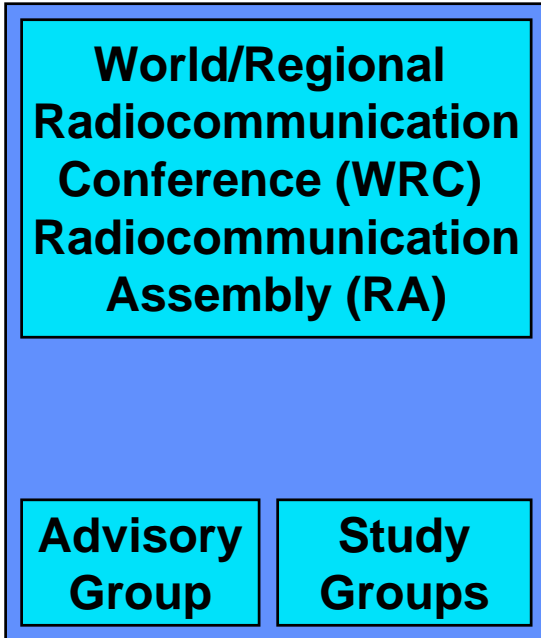 World/Regional
Radiocommunication
Conference (WRC)
Radiocommunication
Assembly (RA)
Advisory
Group
Study
Groups